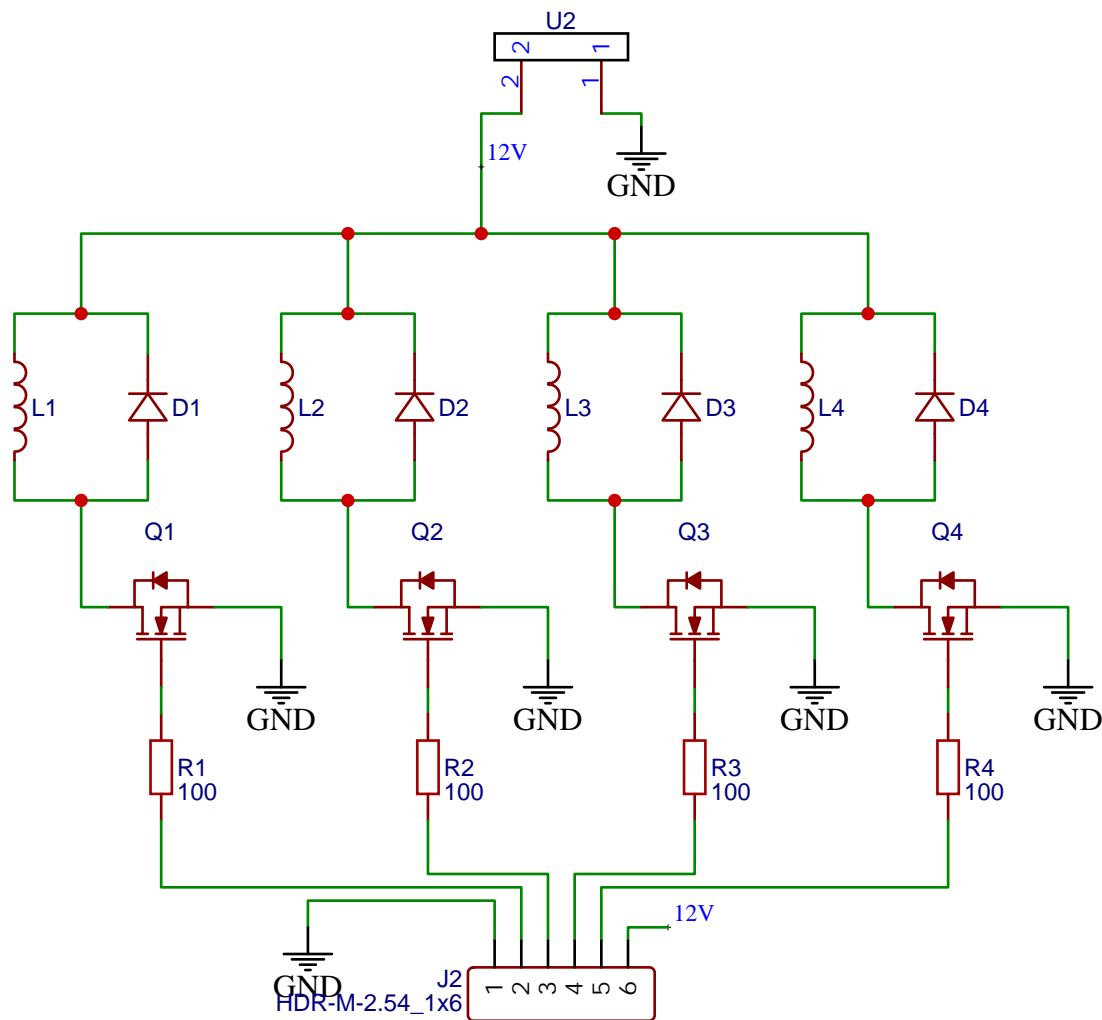 U2
2 1
2 1
12V
GND
L1 D1 L2 D2 L3 D3 L4 D4
Q1 Q2 Q3 Q4
GND GND GND GND
R1 R2 R3 R4
100 100 100 100
12V
GND
J2
HDR-M-2.54_1x6
1 2 3 4 5 6